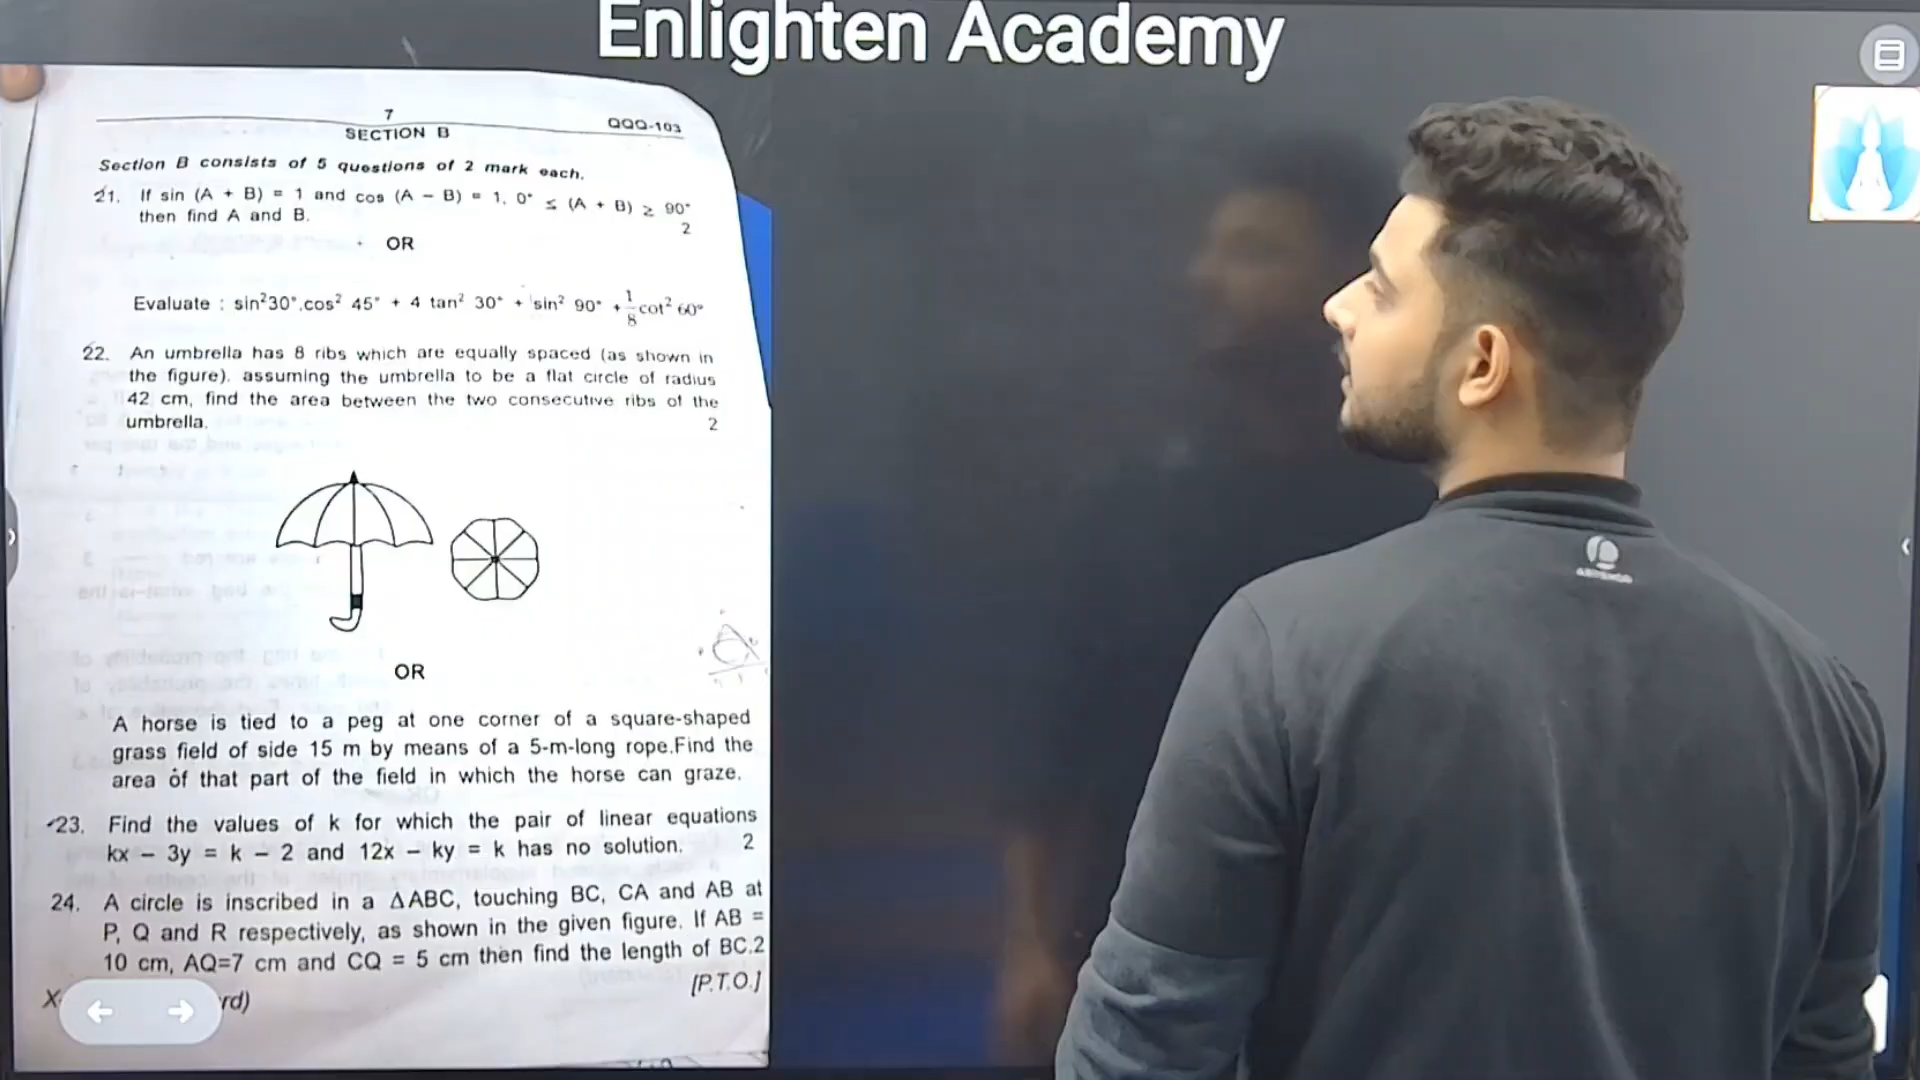 Enlighten Academy
7
QQQ-103
SECTION B
Section B consists of 5 questions of 2 mark each.
21. If sin (A + B) = 1 and cos (A − B) = 1, 0° ≤ (A + B) ≥ 90°
then find A and B.
2
OR
Evaluate : sin²30°.cos² 45° + 4 tan² 30° + sin² 90° + 1/8 cot² 60°
22. An umbrella has 8 ribs which are equally spaced (as shown in
the figure). assuming the umbrella to be a flat circle of radius
42 cm, find the area between the two consecutive ribs of the
umbrella. 2
OR
A horse is tied to a peg at one corner of a square-shaped
grass field of side 15 m by means of a 5-m-long rope.Find the
area of that part of the field in which the horse can graze.
23. Find the values of k for which the pair of linear equations
kx − 3y = k − 2 and 12x − ky = k has no solution. 2
24. A circle is inscribed in a ΔABC, touching BC, CA and AB at
P, Q and R respectively, as shown in the given figure. If AB =
10 cm, AQ=7 cm and CQ = 5 cm then find the length of BC.2
[P.T.O.]
X- rd)